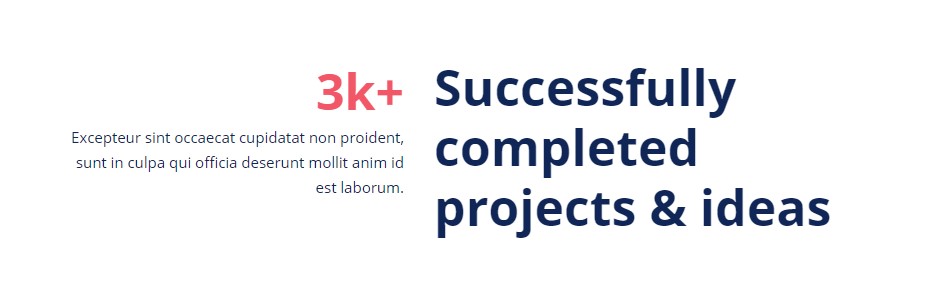 3k+
Excepteur sint occaecat cupidatat non proident,
sunt in culpa qui officia deserunt mollit anim id
est laborum.
Successfully
completed
projects & ideas